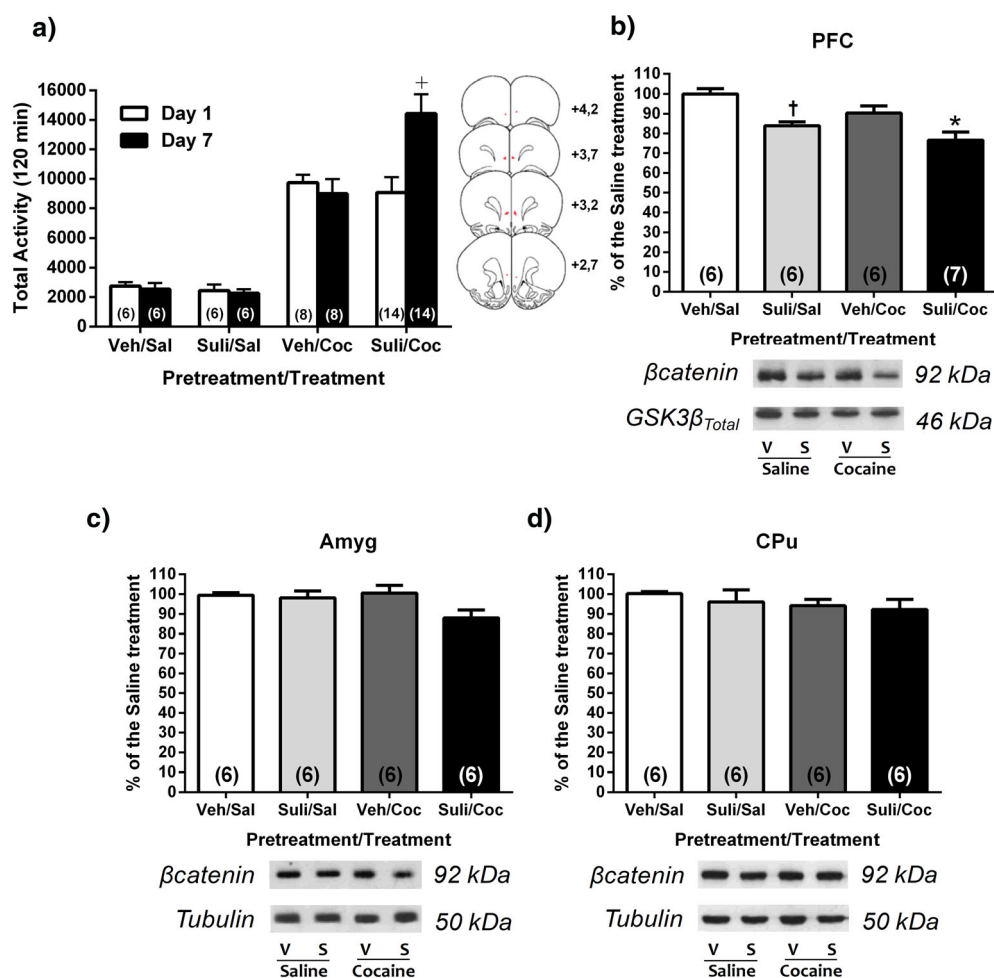 a)
Total Activity (120 min)
16000
14000
12000
10000
8000
6000
4000
2000
0
Day 1
Day 7
+
(6) (6) (6) (6) (8) (8) (14) (14)
Veh/Sal Suli/Sal Veh/Coc Suli/Coc
Pretreatment/Treatment
+4,2
+3,7
+3,2
+2,7
b)
PFC
% of the Saline treatment
110
100
90
80
70
60
50
40
30
20
10
0
† *
(6) (6) (6) (7)
Veh/Sal Suli/Sal Veh/Coc Suli/Coc
Pretreatment/Treatment
βcatenin 92 kDa
GSK3βTotal 46 kDa
V S V S
Saline Cocaine
c)
Amyg
% of the Saline treatment
110
100
90
80
70
60
50
40
30
20
10
0
(6) (6) (6) (6)
Veh/Sal Suli/Sal Veh/Coc Suli/Coc
Pretreatment/Treatment
βcatenin 92 kDa
Tubulin 50 kDa
V S V S
Saline Cocaine
d)
CPu
% of the Saline treatment
110
100
90
80
70
60
50
40
30
20
10
0
(6) (6) (6) (6)
Veh/Sal Suli/Sal Veh/Coc Suli/Coc
Pretreatment/Treatment
βcatenin 92 kDa
Tubulin 50 kDa
V S V S
Saline Cocaine